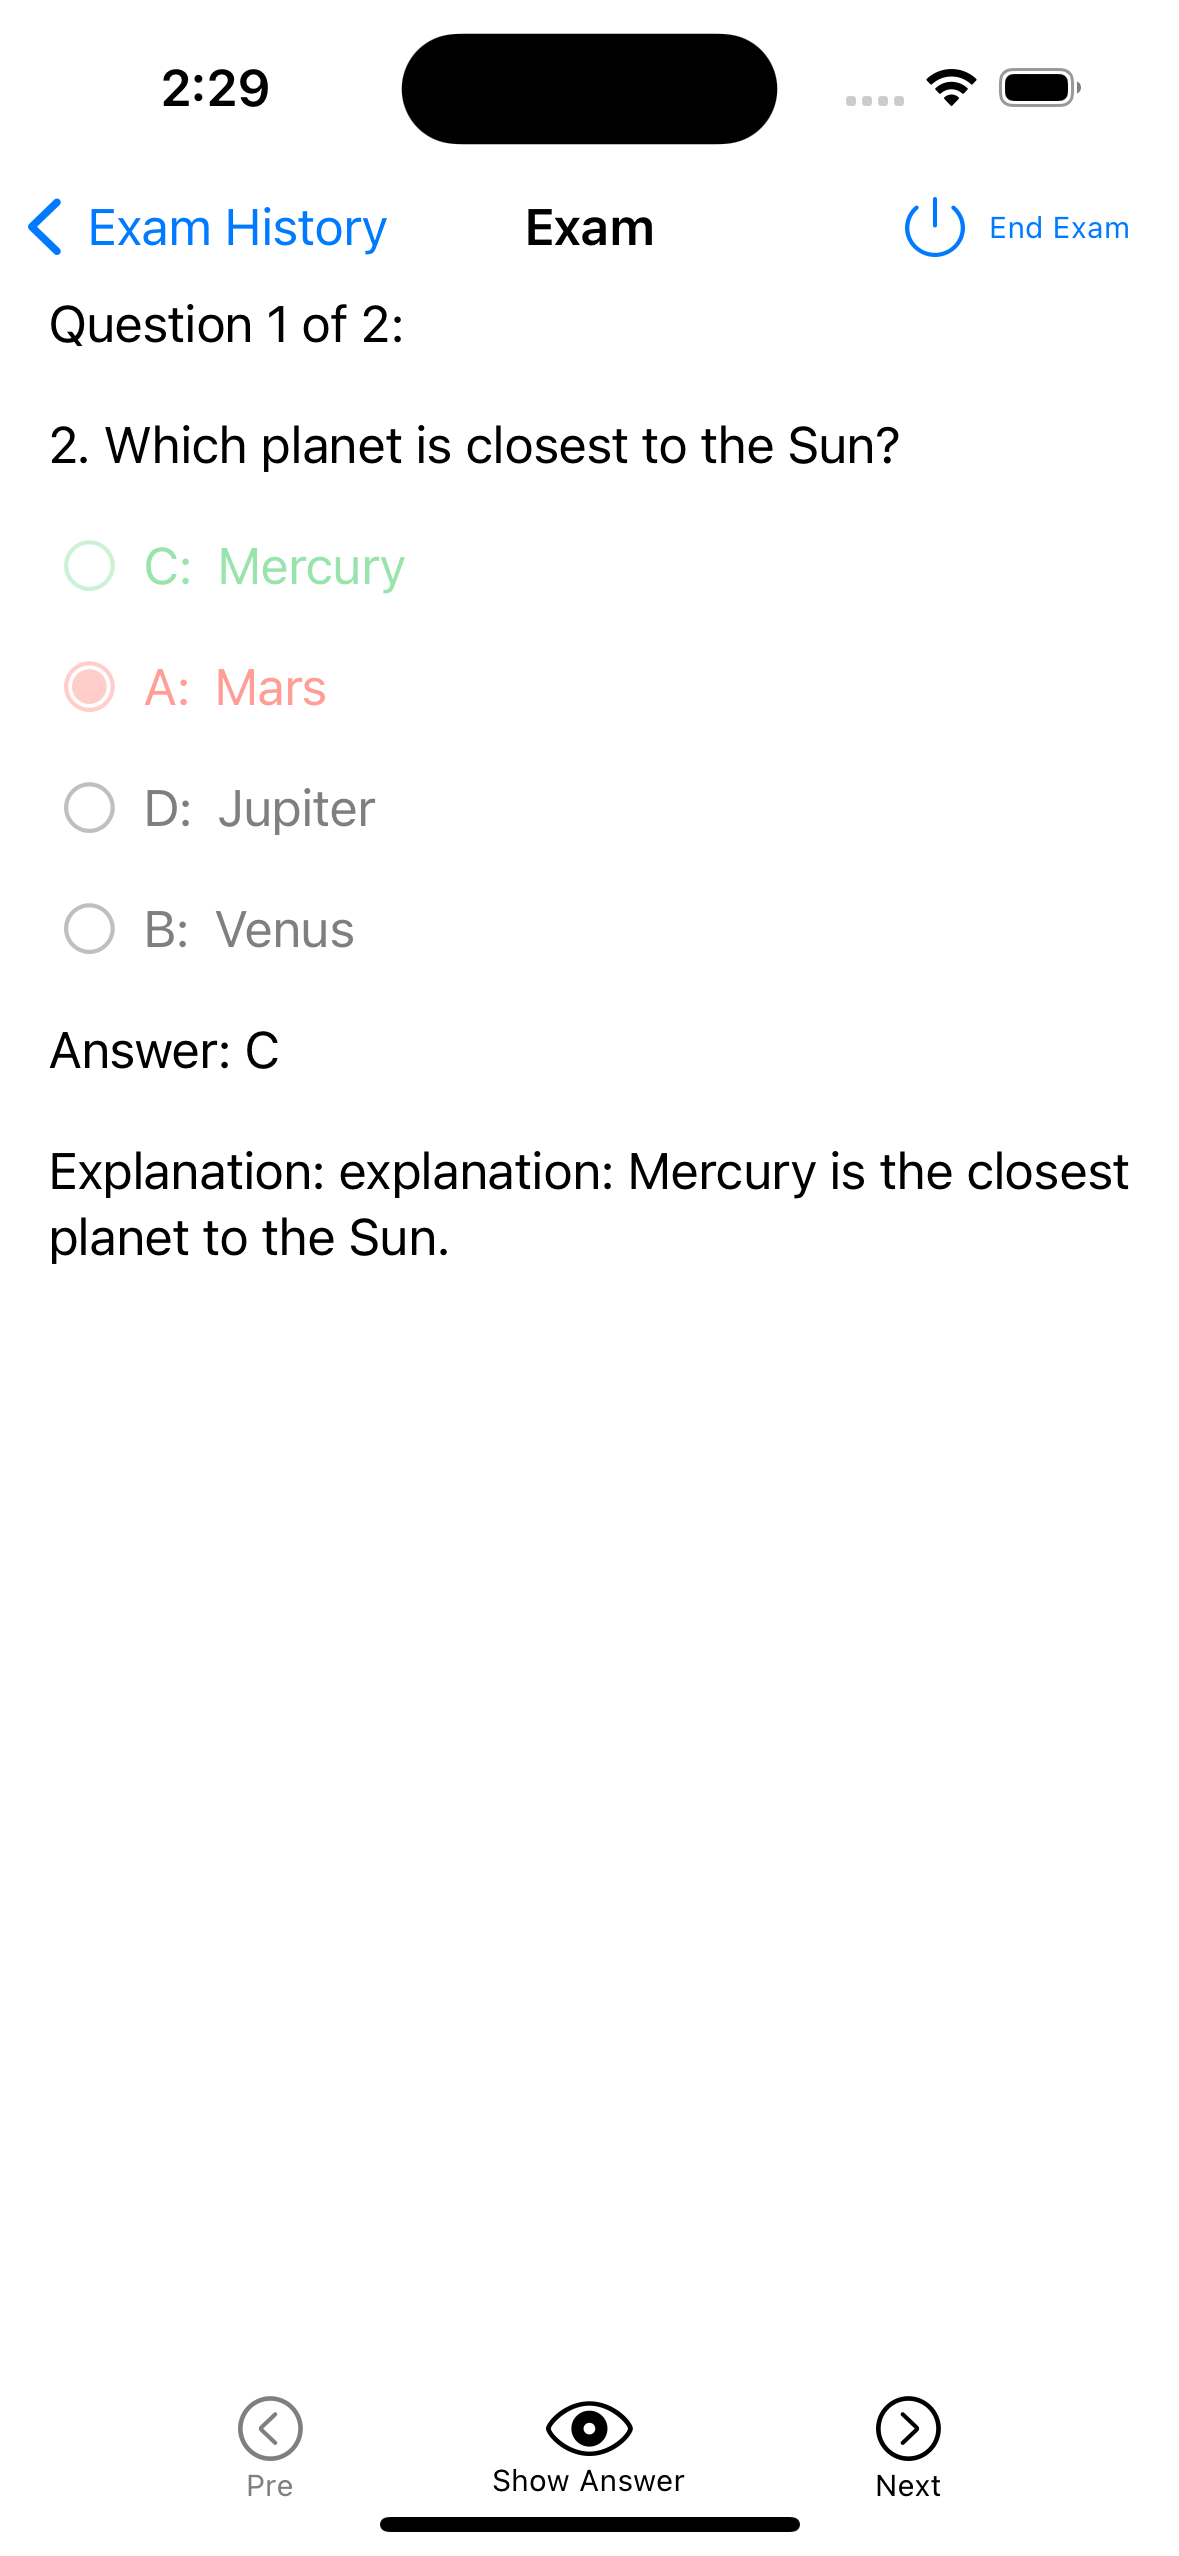 2:29
Exam History
Exam
End Exam
Question 1 of 2:
2. Which planet is closest to the Sun?
C: Mercury
A: Mars
D: Jupiter
B: Venus
Answer: C
Explanation: explanation: Mercury is the closest
planet to the Sun.
Pre
Show Answer
Next